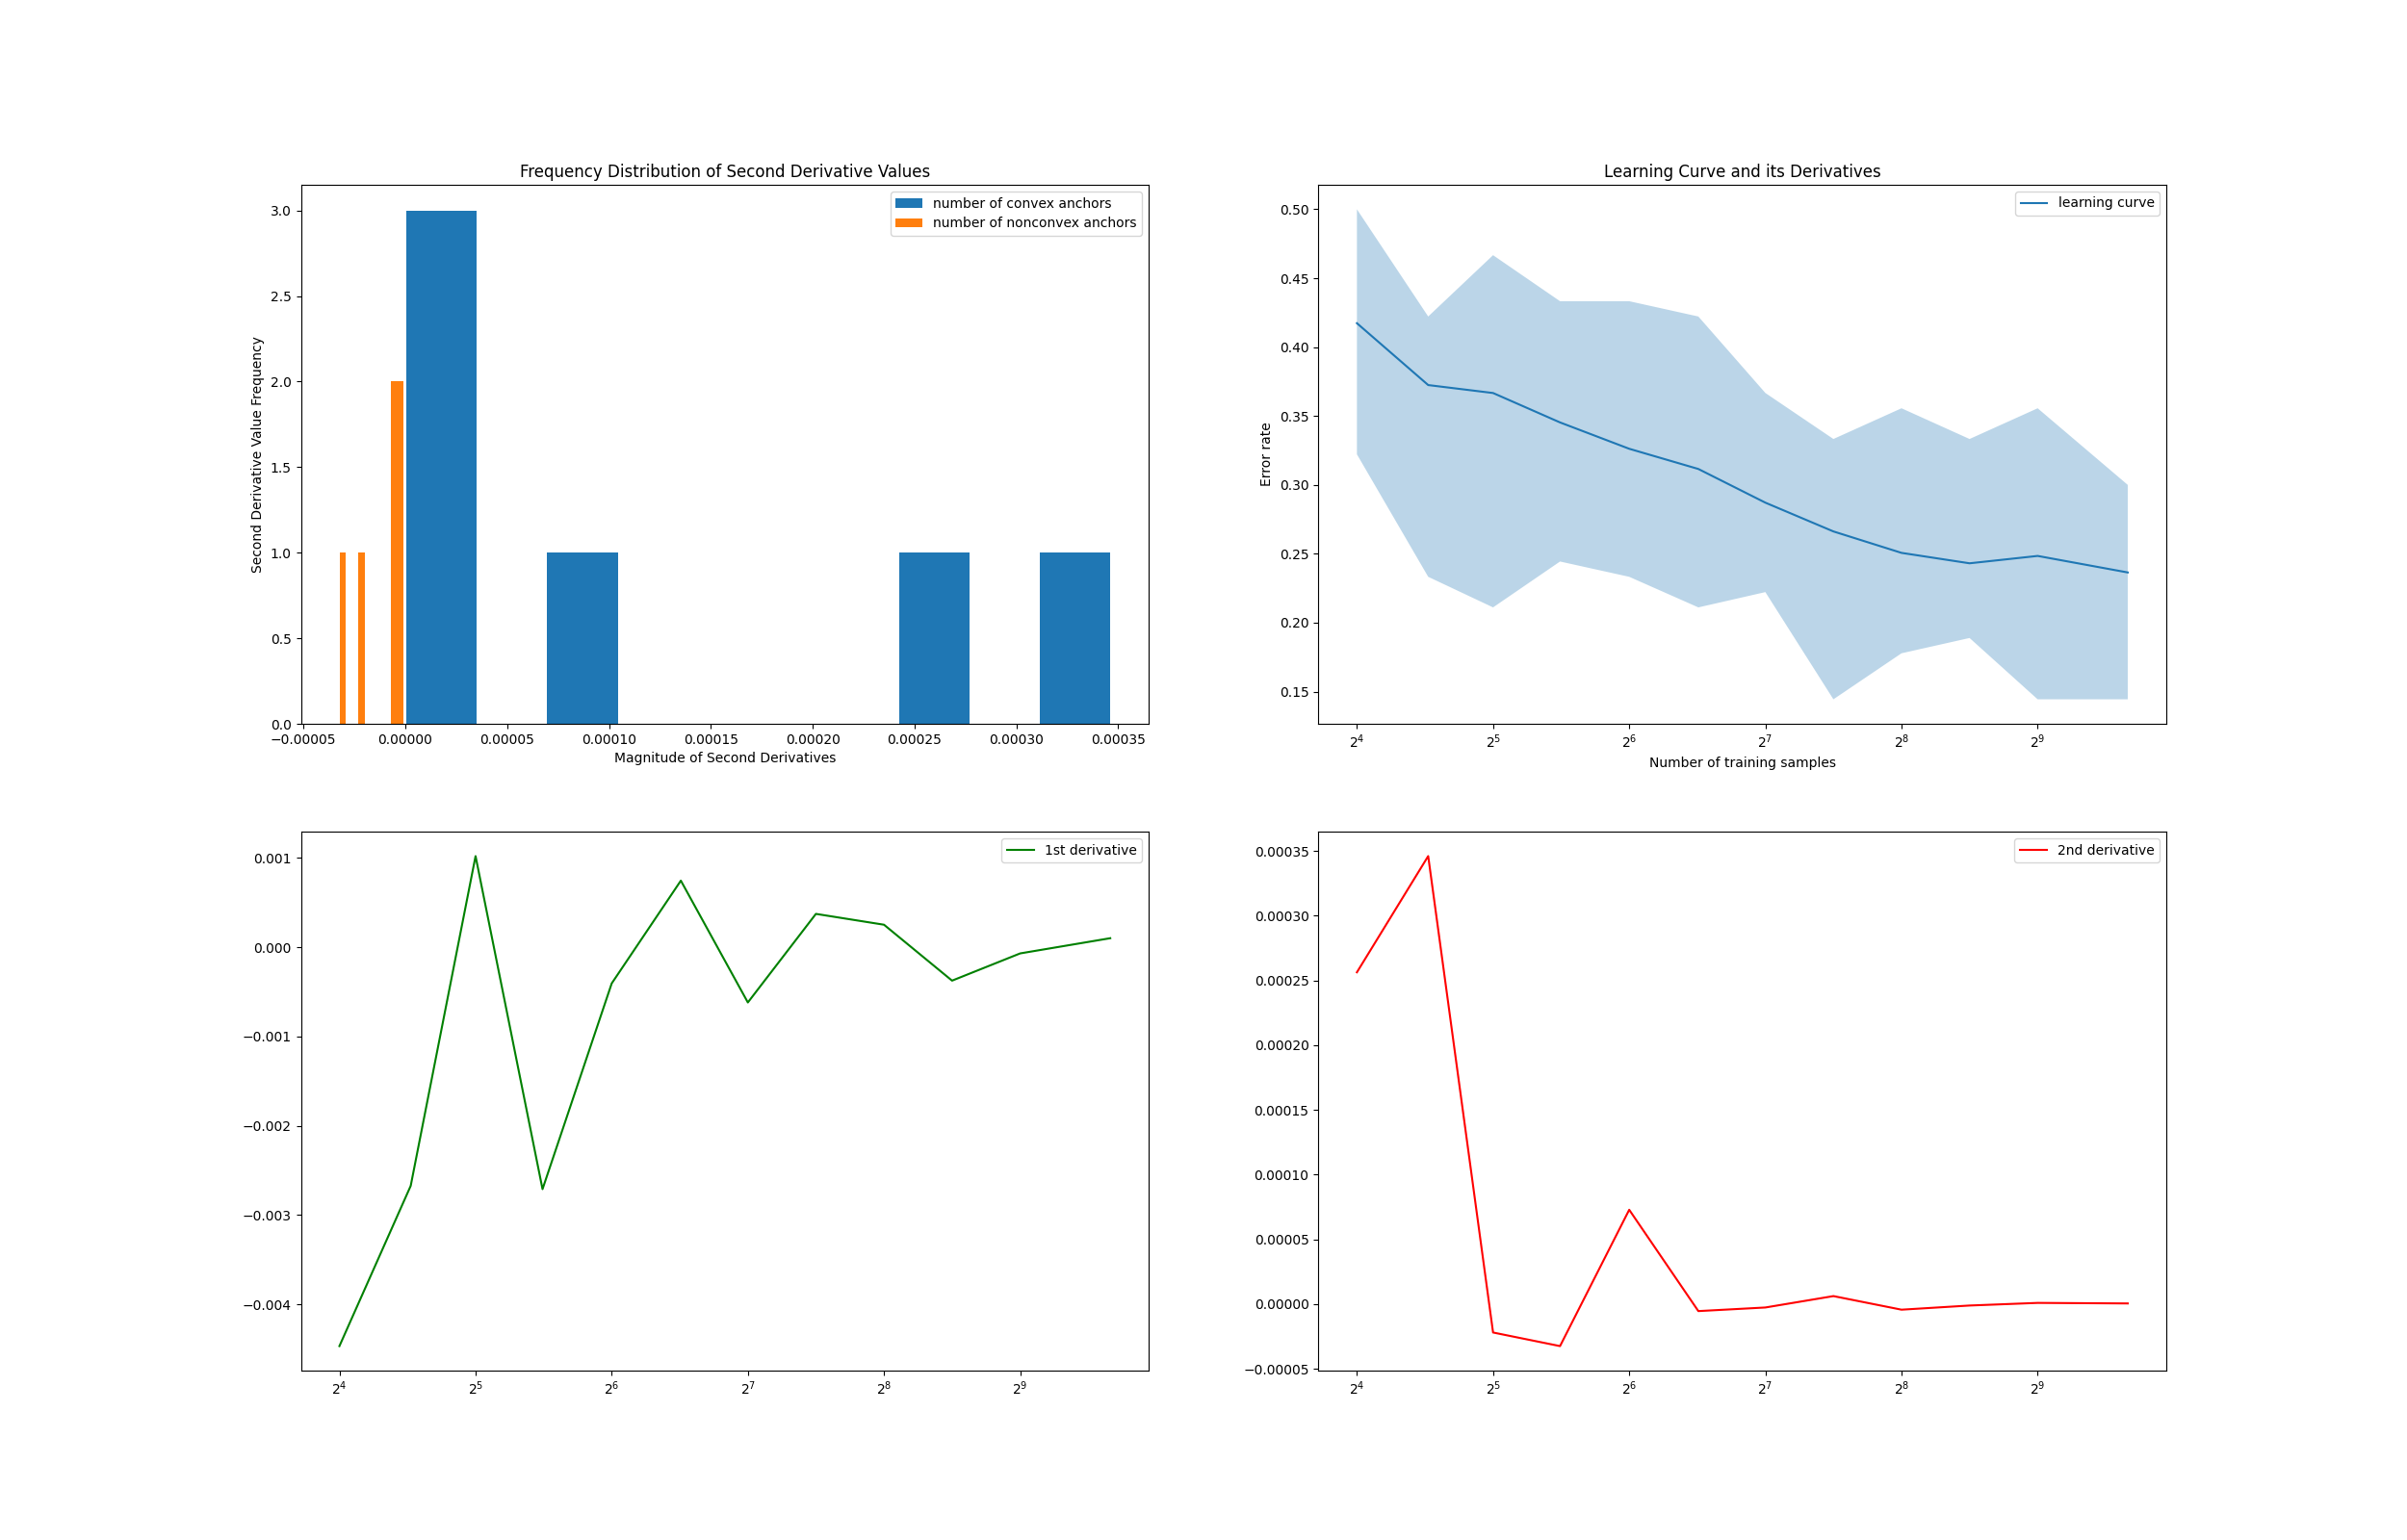 Frequency Distribution of Second Derivative Values
number of convex anchors
number of nonconvex anchors
Second Derivative Value Frequency
3.0
2.5
2.0
1.5
1.0
0.5
0.0
−0.00005 0.00000 0.00005 0.00010 0.00015 0.00020 0.00025 0.00030 0.00035
Magnitude of Second Derivatives
Learning Curve and its Derivatives
learning curve
Error rate
0.50
0.45
0.40
0.35
0.30
0.25
0.20
0.15
2⁴ 2⁵ 2⁶ 2⁷ 2⁸ 2⁹
Number of training samples
1st derivative
0.001
0.000
−0.001
−0.002
−0.003
−0.004
2⁴ 2⁵ 2⁶ 2⁷ 2⁸ 2⁹
2nd derivative
0.00035
0.00030
0.00025
0.00020
0.00015
0.00010
0.00005
0.00000
−0.00005
2⁴ 2⁵ 2⁶ 2⁷ 2⁸ 2⁹